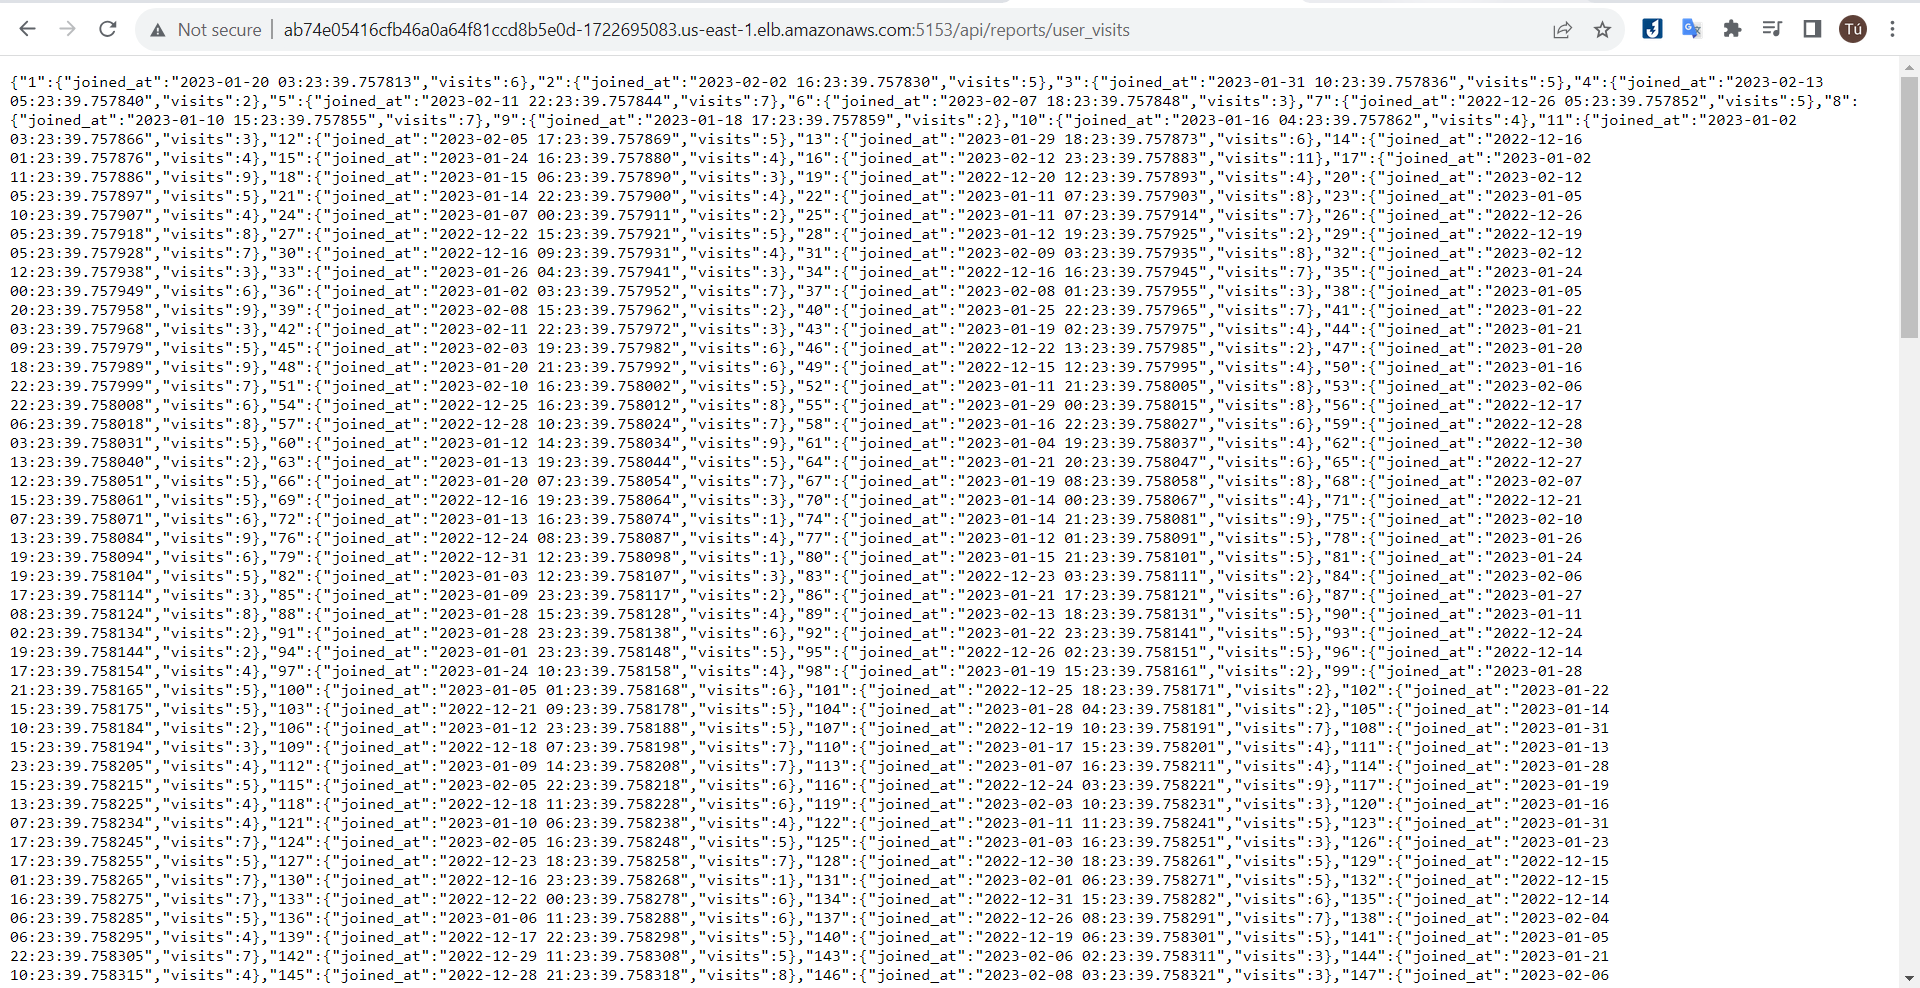 Not secure | ab74e05416cfb46a0a64f81ccd8b5e0d-1722695083.us-east-1.elb.amazonaws.com:5153/api/reports/user_visits
Tú
{"1":{"joined_at":"2023-01-20 03:23:39.757813","visits":6},"2":{"joined_at":"2023-02-02 16:23:39.757830","visits":5},"3":{"joined_at":"2023-01-31 10:23:39.757836","visits":5},"4":{"joined_at":"2023-02-13
05:23:39.757840","visits":2},"5":{"joined_at":"2023-02-11 22:23:39.757844","visits":7},"6":{"joined_at":"2023-02-07 18:23:39.757848","visits":3},"7":{"joined_at":"2022-12-26 05:23:39.757852","visits":5},"8":
{"joined_at":"2023-01-10 15:23:39.757855","visits":7},"9":{"joined_at":"2023-01-18 17:23:39.757859","visits":2},"10":{"joined_at":"2023-01-16 04:23:39.757862","visits":4},"11":{"joined_at":"2023-01-02
03:23:39.757866","visits":3},"12":{"joined_at":"2023-02-05 17:23:39.757869","visits":5},"13":{"joined_at":"2023-01-29 18:23:39.757873","visits":6},"14":{"joined_at":"2022-12-16
01:23:39.757876","visits":4},"15":{"joined_at":"2023-01-24 16:23:39.757880","visits":4},"16":{"joined_at":"2023-02-12 23:23:39.757883","visits":11},"17":{"joined_at":"2023-01-02
11:23:39.757886","visits":9},"18":{"joined_at":"2023-01-15 06:23:39.757890","visits":3},"19":{"joined_at":"2022-12-20 12:23:39.757893","visits":4},"20":{"joined_at":"2023-02-12
05:23:39.757897","visits":5},"21":{"joined_at":"2023-01-14 22:23:39.757900","visits":4},"22":{"joined_at":"2023-01-11 07:23:39.757903","visits":8},"23":{"joined_at":"2023-01-05
10:23:39.757907","visits":4},"24":{"joined_at":"2023-01-07 00:23:39.757911","visits":2},"25":{"joined_at":"2023-01-11 07:23:39.757914","visits":7},"26":{"joined_at":"2022-12-26
05:23:39.757918","visits":8},"27":{"joined_at":"2022-12-22 15:23:39.757921","visits":5},"28":{"joined_at":"2023-01-12 19:23:39.757925","visits":2},"29":{"joined_at":"2022-12-19
05:23:39.757928","visits":7},"30":{"joined_at":"2022-12-16 09:23:39.757931","visits":4},"31":{"joined_at":"2023-02-09 03:23:39.757935","visits":8},"32":{"joined_at":"2023-02-12
12:23:39.757938","visits":3},"33":{"joined_at":"2023-01-26 04:23:39.757941","visits":3},"34":{"joined_at":"2022-12-16 16:23:39.757945","visits":7},"35":{"joined_at":"2023-01-24
00:23:39.757949","visits":6},"36":{"joined_at":"2023-01-02 03:23:39.757952","visits":7},"37":{"joined_at":"2023-02-08 01:23:39.757955","visits":3},"38":{"joined_at":"2023-01-05
20:23:39.757958","visits":9},"39":{"joined_at":"2023-02-08 15:23:39.757962","visits":2},"40":{"joined_at":"2023-01-25 22:23:39.757965","visits":7},"41":{"joined_at":"2023-01-22
03:23:39.757968","visits":3},"42":{"joined_at":"2023-02-11 22:23:39.757972","visits":3},"43":{"joined_at":"2023-01-19 02:23:39.757975","visits":4},"44":{"joined_at":"2023-01-21
09:23:39.757979","visits":5},"45":{"joined_at":"2023-02-03 19:23:39.757982","visits":6},"46":{"joined_at":"2022-12-22 13:23:39.757985","visits":2},"47":{"joined_at":"2023-01-20
18:23:39.757989","visits":9},"48":{"joined_at":"2023-01-20 21:23:39.757992","visits":6},"49":{"joined_at":"2022-12-15 12:23:39.757995","visits":4},"50":{"joined_at":"2023-01-16
22:23:39.757999","visits":7},"51":{"joined_at":"2023-02-10 16:23:39.758002","visits":5},"52":{"joined_at":"2023-01-11 21:23:39.758005","visits":8},"53":{"joined_at":"2023-02-06
22:23:39.758008","visits":6},"54":{"joined_at":"2022-12-25 16:23:39.758012","visits":8},"55":{"joined_at":"2023-01-29 00:23:39.758015","visits":8},"56":{"joined_at":"2022-12-17
06:23:39.758018","visits":8},"57":{"joined_at":"2022-12-28 10:23:39.758024","visits":7},"58":{"joined_at":"2023-01-16 22:23:39.758027","visits":6},"59":{"joined_at":"2022-12-28
03:23:39.758031","visits":5},"60":{"joined_at":"2023-01-12 14:23:39.758034","visits":9},"61":{"joined_at":"2023-01-04 19:23:39.758037","visits":4},"62":{"joined_at":"2022-12-30
13:23:39.758040","visits":2},"63":{"joined_at":"2023-01-13 19:23:39.758044","visits":5},"64":{"joined_at":"2023-01-21 20:23:39.758047","visits":6},"65":{"joined_at":"2022-12-27
12:23:39.758051","visits":5},"66":{"joined_at":"2023-01-20 07:23:39.758054","visits":7},"67":{"joined_at":"2023-01-19 08:23:39.758058","visits":8},"68":{"joined_at":"2023-02-07
15:23:39.758061","visits":5},"69":{"joined_at":"2022-12-16 19:23:39.758064","visits":3},"70":{"joined_at":"2023-01-14 00:23:39.758067","visits":4},"71":{"joined_at":"2022-12-21
07:23:39.758071","visits":6},"72":{"joined_at":"2023-01-13 16:23:39.758074","visits":1},"74":{"joined_at":"2023-01-14 21:23:39.758081","visits":9},"75":{"joined_at":"2023-02-10
13:23:39.758084","visits":9},"76":{"joined_at":"2022-12-24 08:23:39.758087","visits":4},"77":{"joined_at":"2023-01-12 01:23:39.758091","visits":5},"78":{"joined_at":"2023-01-26
19:23:39.758094","visits":6},"79":{"joined_at":"2022-12-31 12:23:39.758098","visits":1},"80":{"joined_at":"2023-01-15 21:23:39.758101","visits":5},"81":{"joined_at":"2023-01-24
19:23:39.758104","visits":5},"82":{"joined_at":"2023-01-03 12:23:39.758107","visits":3},"83":{"joined_at":"2022-12-23 03:23:39.758111","visits":2},"84":{"joined_at":"2023-02-06
17:23:39.758114","visits":3},"85":{"joined_at":"2023-01-09 23:23:39.758117","visits":2},"86":{"joined_at":"2023-01-21 17:23:39.758121","visits":6},"87":{"joined_at":"2023-01-27
08:23:39.758124","visits":8},"88":{"joined_at":"2023-01-28 15:23:39.758128","visits":4},"89":{"joined_at":"2023-02-13 18:23:39.758131","visits":5},"90":{"joined_at":"2023-01-11
02:23:39.758134","visits":2},"91":{"joined_at":"2023-01-28 23:23:39.758138","visits":6},"92":{"joined_at":"2023-01-22 23:23:39.758141","visits":5},"93":{"joined_at":"2022-12-24
19:23:39.758144","visits":2},"94":{"joined_at":"2023-01-01 23:23:39.758148","visits":5},"95":{"joined_at":"2022-12-26 02:23:39.758151","visits":5},"96":{"joined_at":"2022-12-14
17:23:39.758154","visits":4},"97":{"joined_at":"2023-01-24 10:23:39.758158","visits":4},"98":{"joined_at":"2023-01-19 15:23:39.758161","visits":2},"99":{"joined_at":"2023-01-28
21:23:39.758165","visits":5},"100":{"joined_at":"2023-01-05 01:23:39.758168","visits":6},"101":{"joined_at":"2022-12-25 18:23:39.758171","visits":2},"102":{"joined_at":"2023-01-22
15:23:39.758175","visits":5},"103":{"joined_at":"2022-12-21 09:23:39.758178","visits":5},"104":{"joined_at":"2023-01-28 04:23:39.758181","visits":2},"105":{"joined_at":"2023-01-14
10:23:39.758184","visits":2},"106":{"joined_at":"2023-01-12 23:23:39.758188","visits":5},"107":{"joined_at":"2022-12-19 10:23:39.758191","visits":7},"108":{"joined_at":"2023-01-31
15:23:39.758194","visits":3},"109":{"joined_at":"2022-12-18 07:23:39.758198","visits":7},"110":{"joined_at":"2023-01-17 15:23:39.758201","visits":4},"111":{"joined_at":"2023-01-13
23:23:39.758205","visits":4},"112":{"joined_at":"2023-01-09 14:23:39.758208","visits":7},"113":{"joined_at":"2023-01-07 16:23:39.758211","visits":4},"114":{"joined_at":"2023-01-28
15:23:39.758215","visits":5},"115":{"joined_at":"2023-02-05 22:23:39.758218","visits":6},"116":{"joined_at":"2022-12-24 03:23:39.758221","visits":9},"117":{"joined_at":"2023-01-19
13:23:39.758225","visits":4},"118":{"joined_at":"2022-12-18 11:23:39.758228","visits":6},"119":{"joined_at":"2023-02-03 10:23:39.758231","visits":3},"120":{"joined_at":"2023-01-16
07:23:39.758234","visits":4},"121":{"joined_at":"2023-01-10 06:23:39.758238","visits":4},"122":{"joined_at":"2023-01-11 11:23:39.758241","visits":5},"123":{"joined_at":"2023-01-31
17:23:39.758245","visits":7},"124":{"joined_at":"2023-02-05 16:23:39.758248","visits":5},"125":{"joined_at":"2023-01-03 16:23:39.758251","visits":3},"126":{"joined_at":"2023-01-23
17:23:39.758255","visits":5},"127":{"joined_at":"2022-12-23 18:23:39.758258","visits":7},"128":{"joined_at":"2022-12-30 18:23:39.758261","visits":5},"129":{"joined_at":"2022-12-15
01:23:39.758265","visits":7},"130":{"joined_at":"2022-12-16 23:23:39.758268","visits":1},"131":{"joined_at":"2023-02-01 06:23:39.758271","visits":5},"132":{"joined_at":"2022-12-15
16:23:39.758275","visits":7},"133":{"joined_at":"2022-12-22 00:23:39.758278","visits":6},"134":{"joined_at":"2022-12-31 15:23:39.758282","visits":6},"135":{"joined_at":"2022-12-14
06:23:39.758285","visits":5},"136":{"joined_at":"2023-01-06 11:23:39.758288","visits":6},"137":{"joined_at":"2022-12-26 08:23:39.758291","visits":7},"138":{"joined_at":"2023-02-04
06:23:39.758295","visits":4},"139":{"joined_at":"2022-12-17 22:23:39.758298","visits":5},"140":{"joined_at":"2022-12-19 06:23:39.758301","visits":5},"141":{"joined_at":"2023-01-05
22:23:39.758305","visits":7},"142":{"joined_at":"2022-12-29 11:23:39.758308","visits":5},"143":{"joined_at":"2023-02-06 02:23:39.758311","visits":3},"144":{"joined_at":"2023-01-21
10:23:39.758315","visits":4},"145":{"joined_at":"2022-12-28 21:23:39.758318","visits":8},"146":{"joined_at":"2023-02-08 03:23:39.758321","visits":3},"147":{"joined_at":"2023-02-06